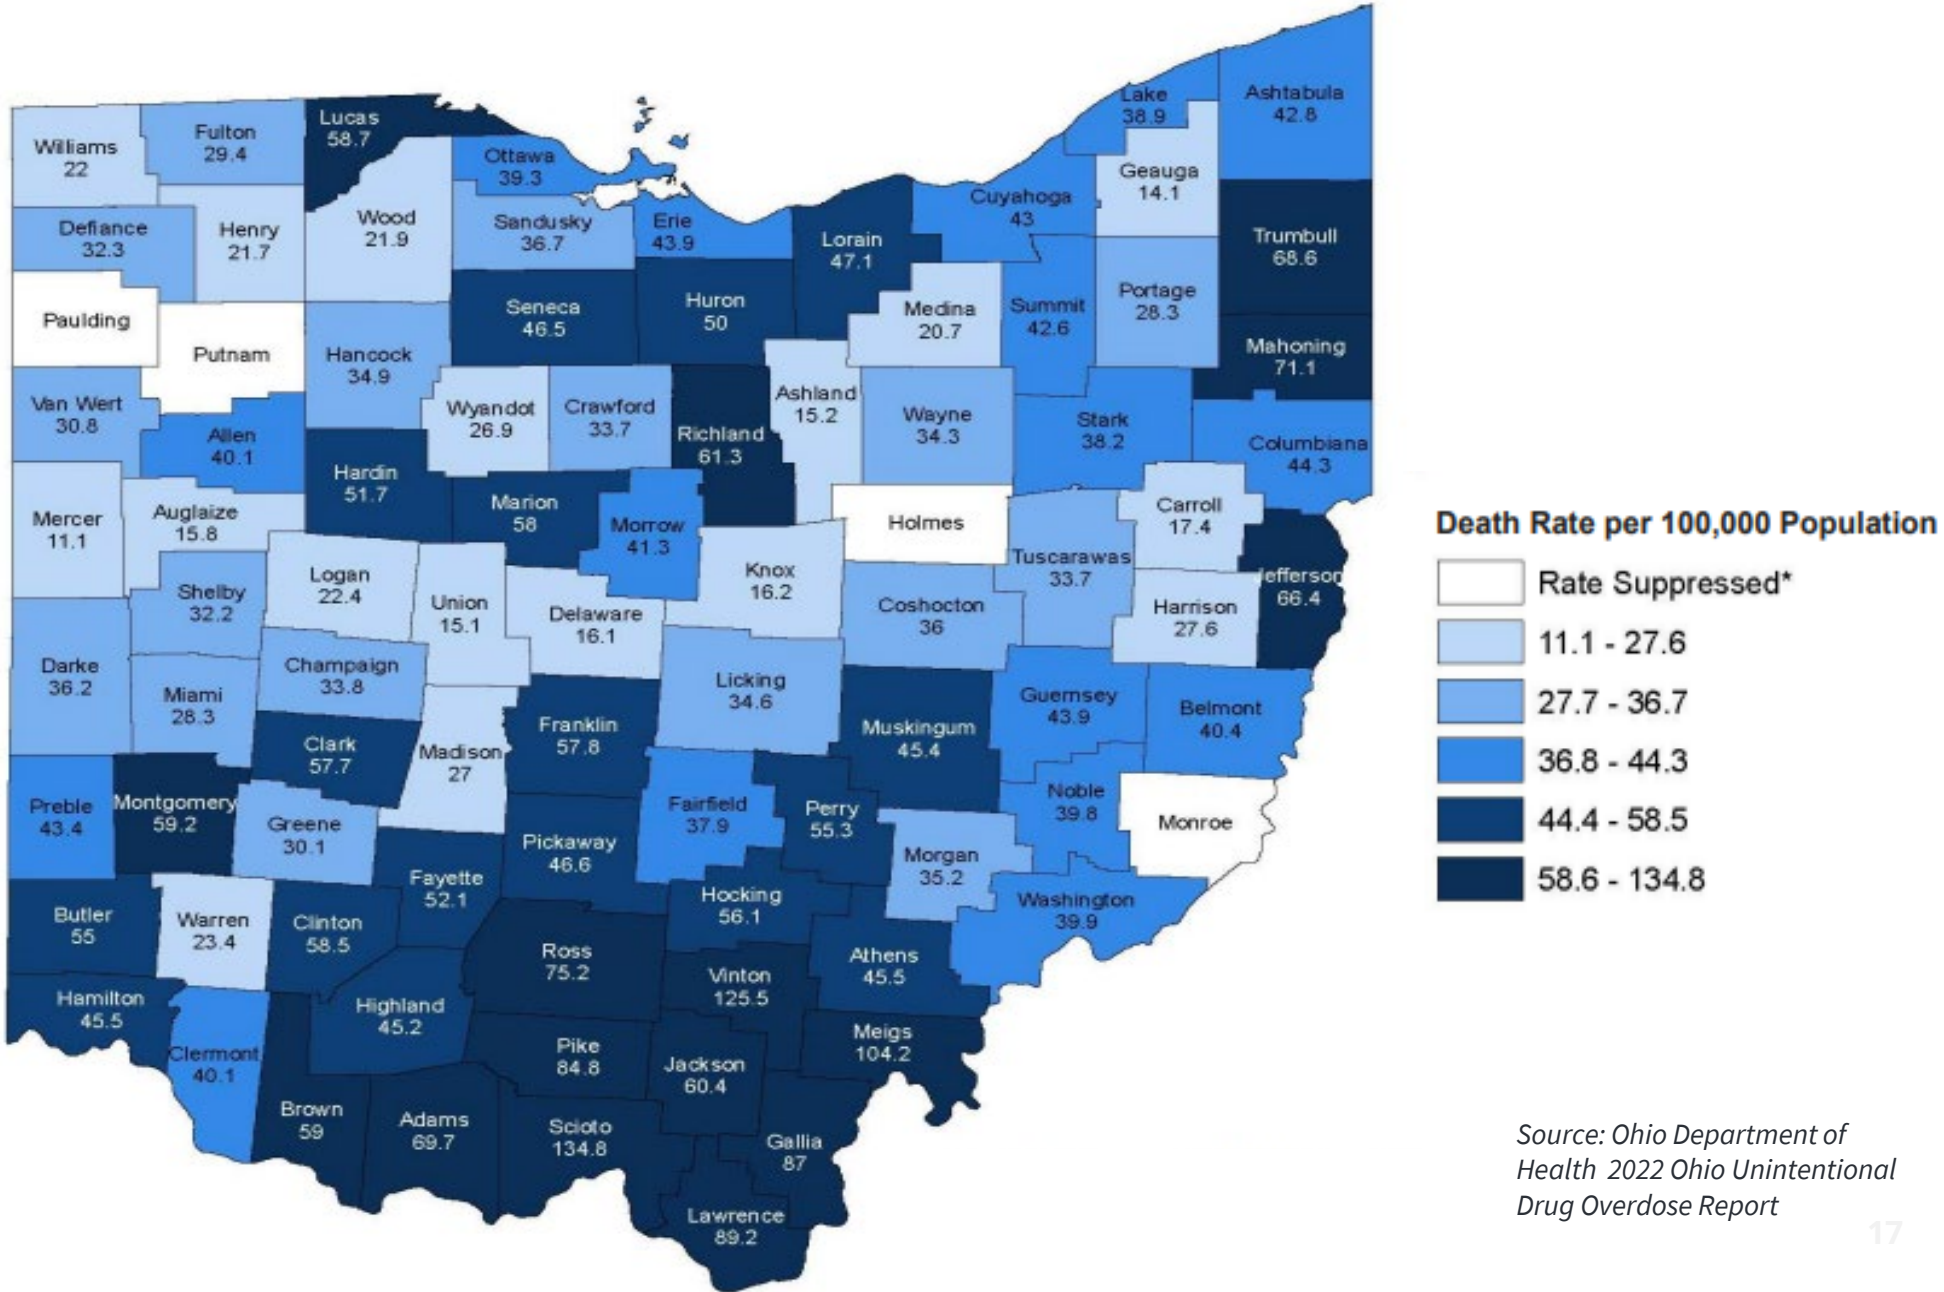 Lake
38.9
Ashtabula
42.8
Lucas
58.7
Williams
22
Fulton
29.4
Ottawa
39.3
Geauga
14.1
Cuyahoga
43
Defiance
32.3
Henry
21.7
Wood
21.9
Sandusky
36.7
Erie
43.9
Lorain
47.1
Trumbull
68.6
Paulding
Putnam
Hancock
34.9
Seneca
46.5
Huron
50
Medina
20.7
Summit
42.6
Portage
28.3
Mahoning
71.1
Van Wert
30.8
Allen
40.1
Wyandot
26.9
Crawford
33.7
Richland
61.3
Ashland
15.2
Wayne
34.3
Stark
38.2
Columbiana
44.3
Hardin
51.7
Marion
58
Morrow
41.3
Mercer
11.1
Auglaize
15.8
Holmes
Carroll
17.4
Tuscarawas
33.7
Jefferson
66.4
Logan
22.4
Union
15.1
Delaware
16.1
Knox
16.2
Shelby
32.2
Coshocton
36
Harrison
27.6
Darke
36.2
Miami
28.3
Champaign
33.8
Licking
34.6
Guernsey
43.9
Belmont
40.4
Clark
57.7
Madison
27
Franklin
57.8
Muskingum
45.4
Preble
43.4
Montgomery
59.2
Greene
30.1
Fairfield
37.9
Perry
55.3
Noble
39.8
Monroe
Pickaway
46.6
Morgan
35.2
Fayette
52.1
Hocking
56.1
Washington
39.9
Butler
55
Warren
23.4
Clinton
58.5
Ross
75.2
Vinton
125.5
Athens
45.5
Hamilton
45.5
Highland
45.2
Clermont
40.1
Pike
84.8
Jackson
60.4
Meigs
104.2
Brown
59
Adams
69.7
Scioto
134.8
Gallia
87
Lawrence
89.2
Death Rate per 100,000 Population
Rate Suppressed*
11.1 - 27.6
27.7 - 36.7
36.8 - 44.3
44.4 - 58.5
58.6 - 134.8
Source: Ohio Department of
Health 2022 Ohio Unintentional
Drug Overdose Report
17